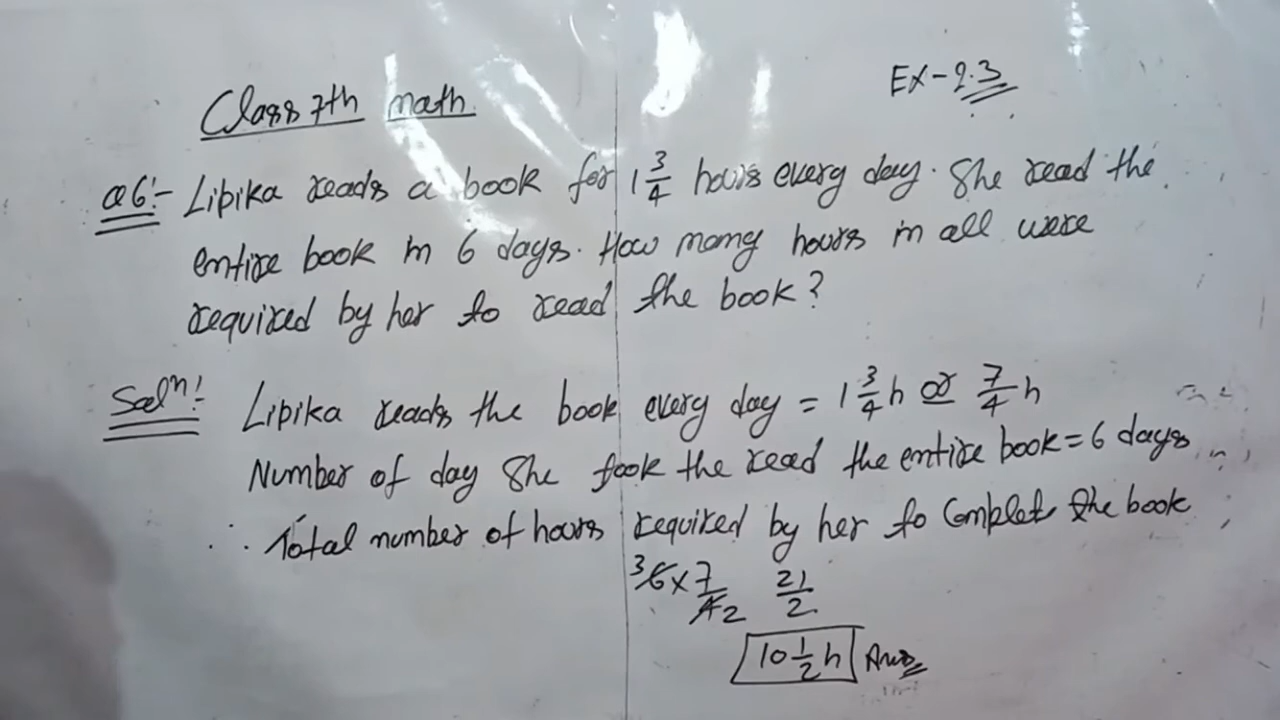 Class 7th math
Ex-2.3
Q6:- Lipika reads a book for 1 3/4 hours every day. She read the
entire book in 6 days. How many hours in all were
required by her to read the book?
Soln:- Lipika reads the book every day = 1 3/4 h or 7/4 h
Number of day She took the read the entire book = 6 days
∴ Total number of hours required by her to Complet the book
3 6 x 7/4 2 21/2
10 1/2 h Ans